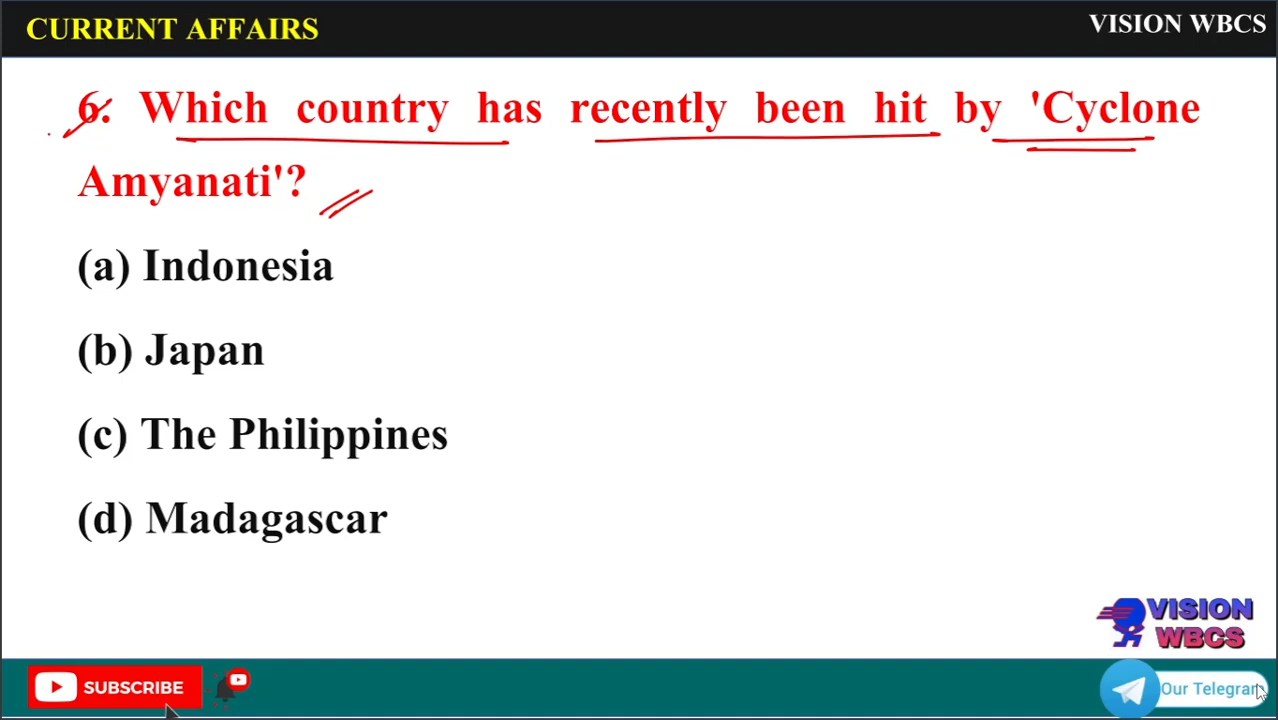 CURRENT AFFAIRS
VISION WBCS
6. Which country has recently been hit by 'Cyclone
Amyanati'?
(a) Indonesia
(b) Japan
(c) The Philippines
(d) Madagascar
VISION
WBCS
SUBSCRIBE
Our Telegram